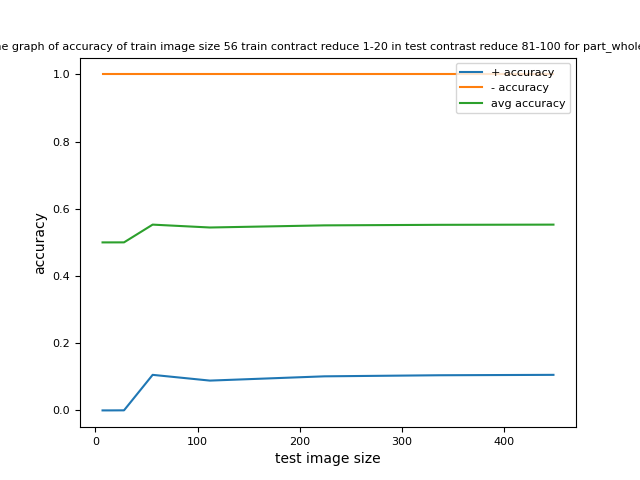 graph of accuracy of train image size 56 train contract reduce 1-20 in test contrast reduce 81-100 for
+ accuracy
- accuracy
avg accuracy
accuracy
1.0
0.8
0.6
0.4
0.2
0.0
0
100
200
300
400
test image size